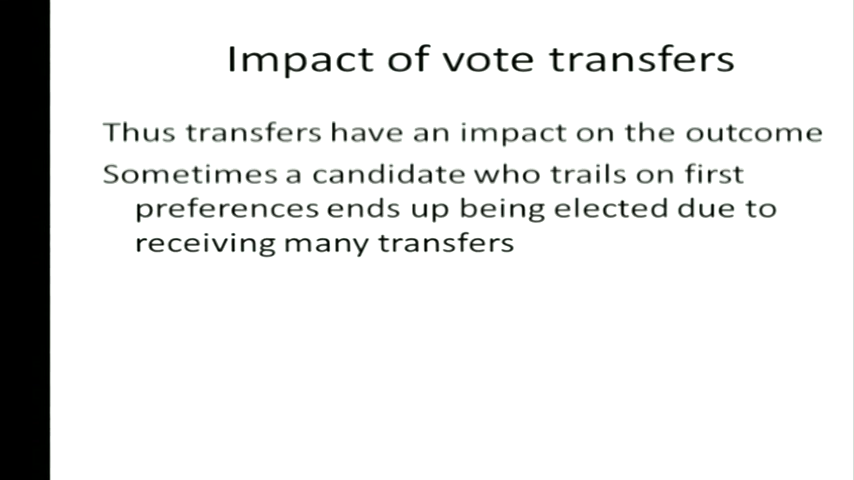 Impact of vote transfers
Thus transfers have an impact on the outcome
Sometimes a candidate who trails on first
preferences ends up being elected due to
receiving many transfers